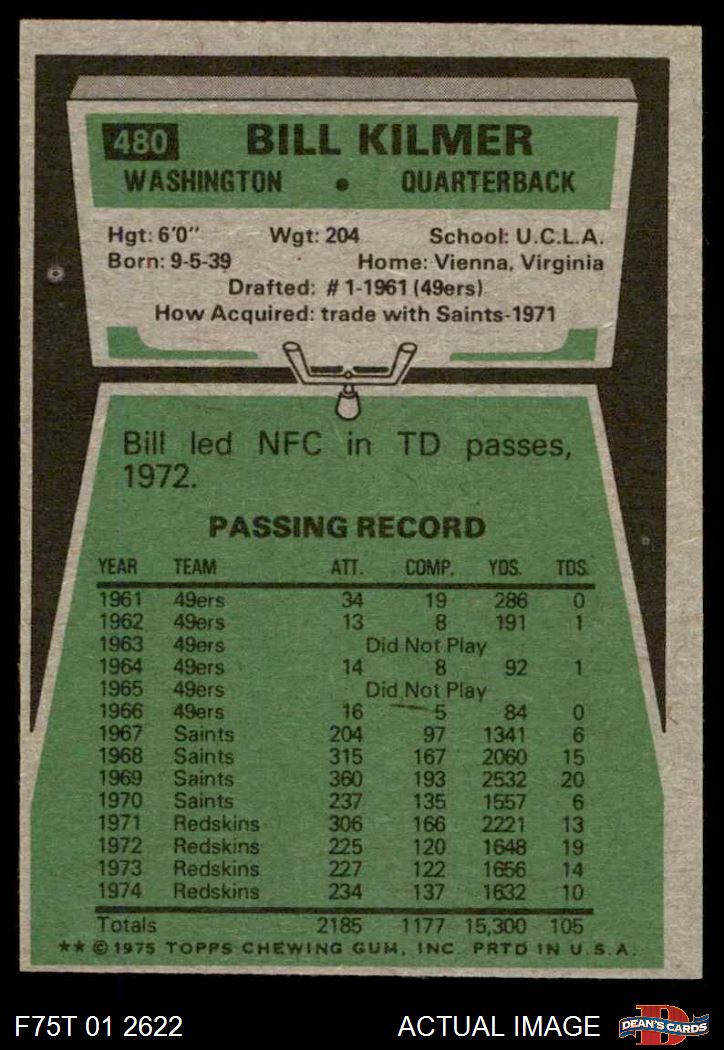 480 BILL KILMER
WASHINGTON • QUARTERBACK
Hgt: 6'0" Wgt: 204 School: U.C.L.A.
Born: 9-5-39 Home: Vienna, Virginia
Drafted: #1-1961 (49ers)
How Acquired: trade with Saints-1971
Bill led NFC in TD passes,
1972.
PASSING RECORD
YEAR TEAM ATT. COMP. YDS. TDS.
1961 49ers 34 19 286 0
1962 49ers 13 8 191 1
1963 49ers Did Not Play
1964 49ers 14 8 92 1
1965 49ers Did Not Play
1966 49ers 16 5 84 0
1967 Saints 204 97 1341 6
1968 Saints 315 167 2060 15
1969 Saints 360 193 2532 20
1970 Saints 237 135 1557 6
1971 Redskins 306 166 2221 13
1972 Redskins 225 120 1648 19
1973 Redskins 227 122 1656 14
1974 Redskins 234 137 1632 10
Totals 2185 1177 15,300 105
** © 1975 TOPPS CHEWING GUM, INC. PRTD IN U.S.A.
F75T 01 2622 ACTUAL IMAGE D DEAN'S CARDS